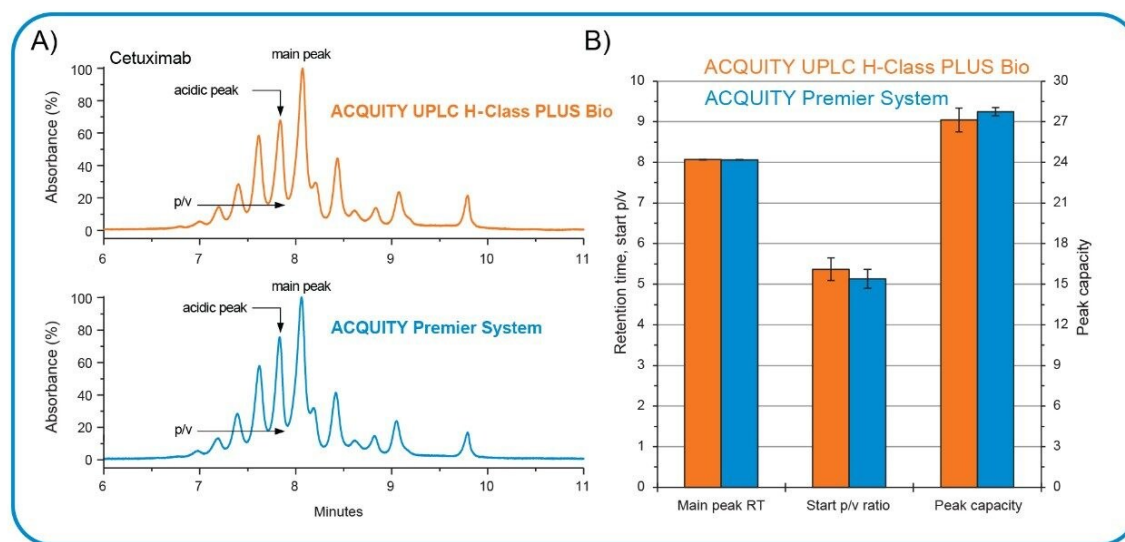 A)
Cetuximab
main peak
acidic peak
ACQUITY UPLC H-Class PLUS Bio
p/v
Absorbance (%)
100
80
60
40
20
0
6 7 8 9 10 11
main peak
acidic peak
ACQUITY Premier System
p/v
Absorbance (%)
100
80
60
40
20
0
6 7 8 9 10 11
Minutes
B)
ACQUITY UPLC H-Class PLUS Bio
ACQUITY Premier System
Retention time, start p/v
10
9
8
7
6
5
4
3
2
1
0
30
27
24
21
18
15
12
9
6
3
0
Peak capacity
Main peak RT Start p/v ratio Peak capacity